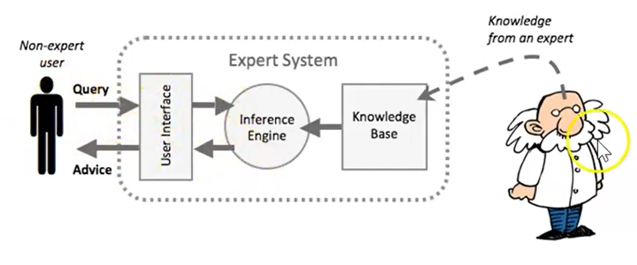 Non-expert
user
Query
Advice
Expert System
User Interface
Inference
Engine
Knowledge
Base
Knowledge
from an expert